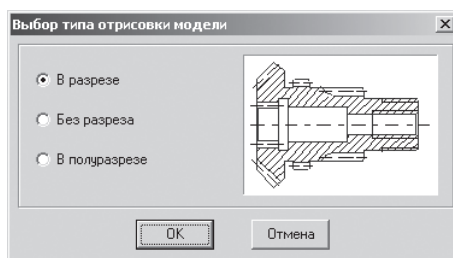 Выбор типа отрисовки модели
В разрезе
Без разреза
В полуразрезе
OK
Отмена